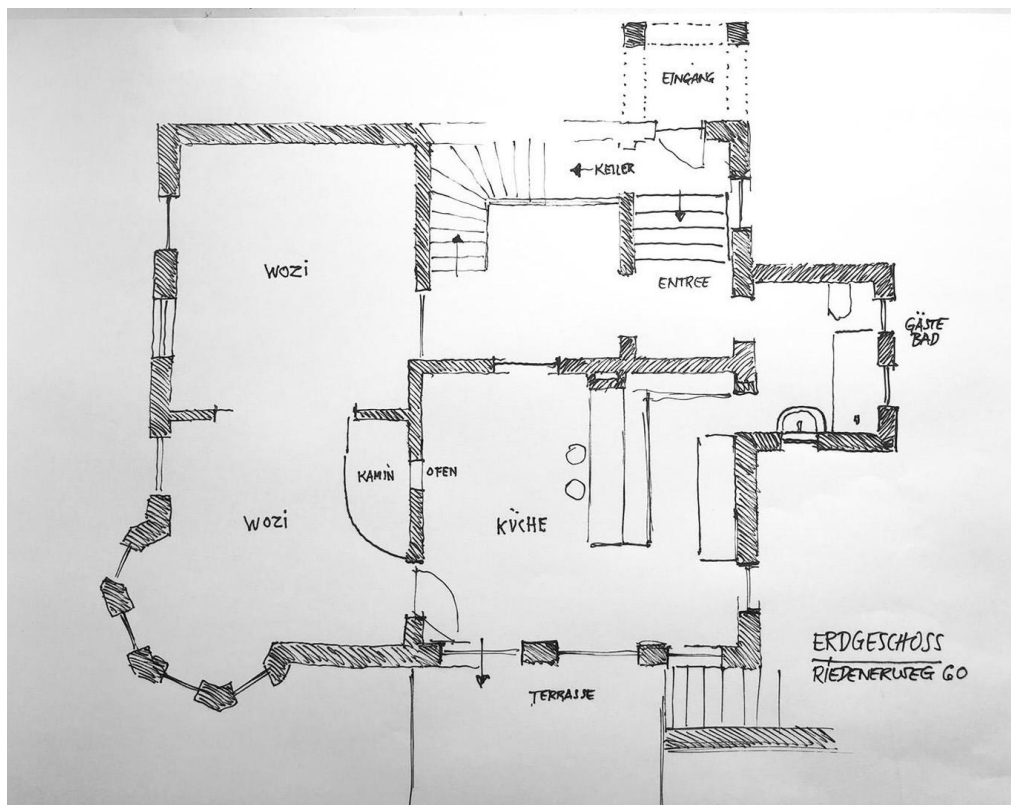 EINGANG
KELLER
WOZI
ENTREE
GÄSTE
BAD
KAMIN
OFEN
WOZI
KÜCHE
ERDGESCHOSS
RIEDENERWEG 60
TERRASSE